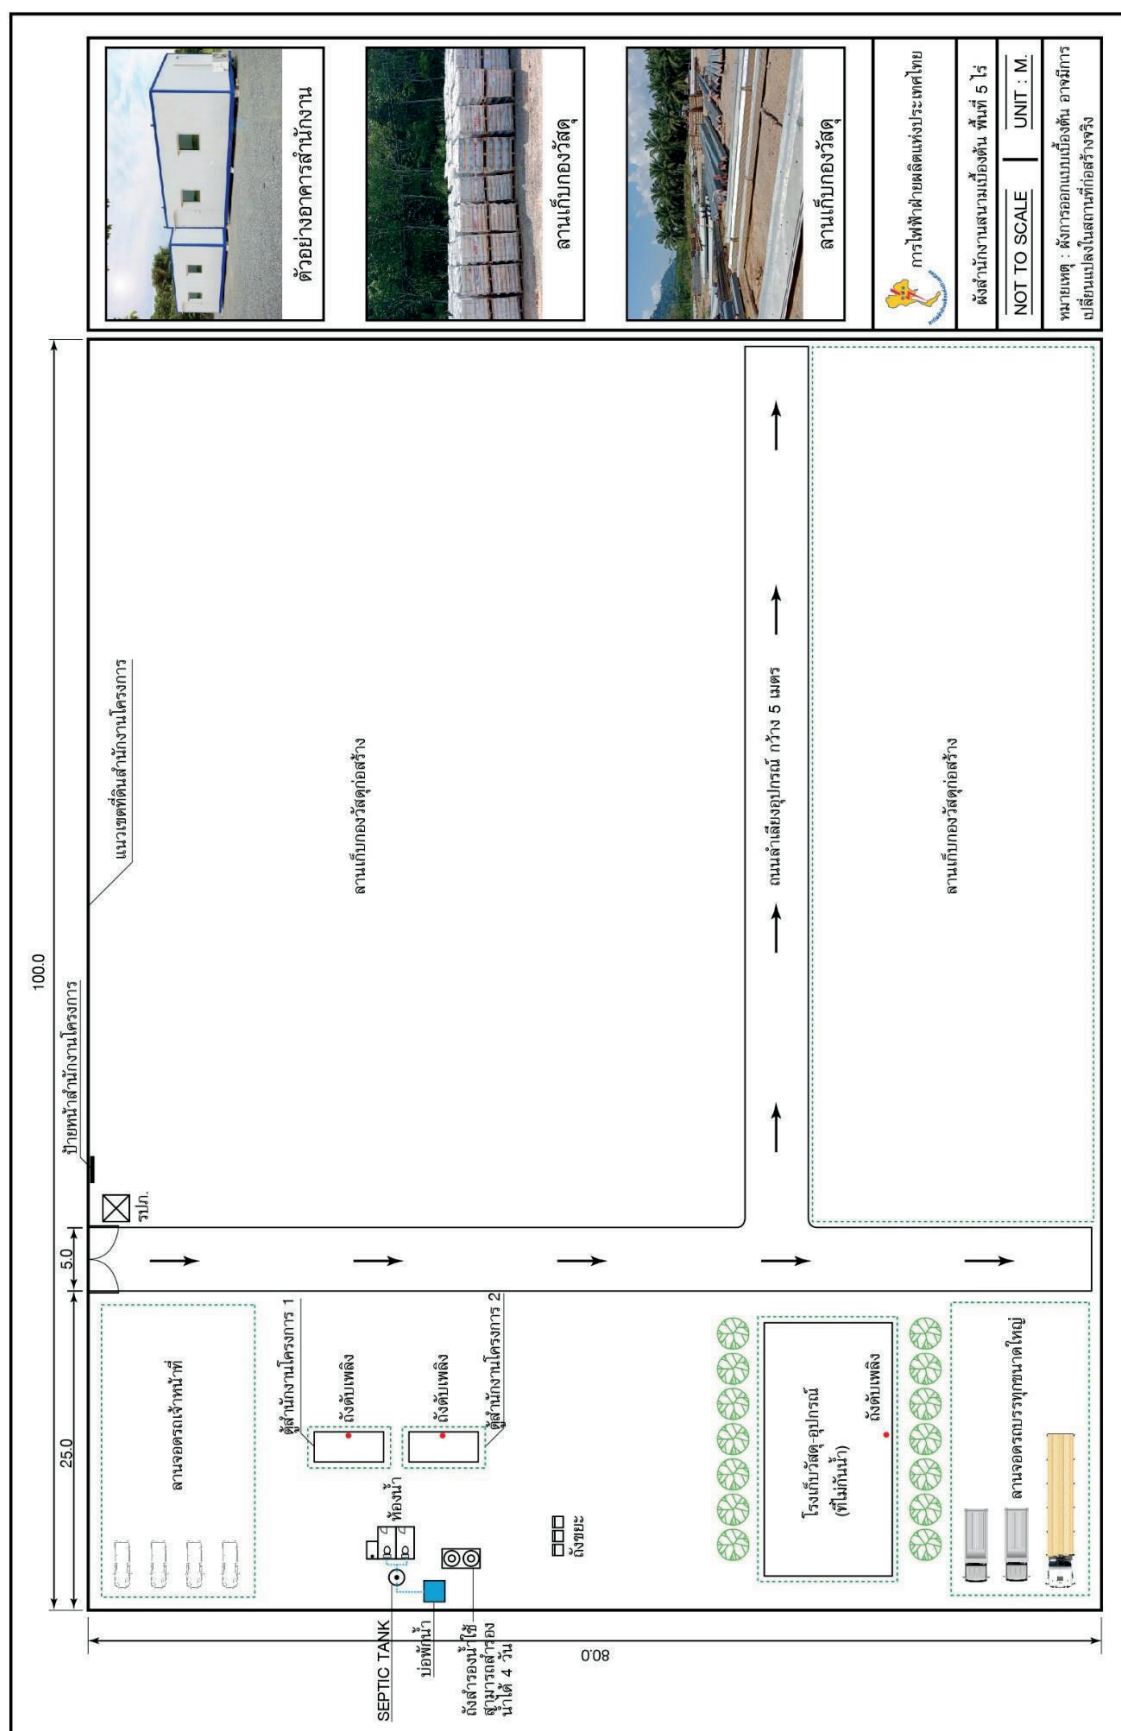 100.0
5.0
25.0
80.0
ป้ายหน้าสำนักงานโครงการ
แนวเขตที่ดินสำนักงานโครงการ
รปภ.
ลานจอดรถเจ้าหน้าที่
ตู้สำนักงานโครงการ 1
ถังดับเพลิง
ถังดับเพลิง
ตู้สำนักงานโครงการ 2
ห้องน้ำ
SEPTIC TANK
บ่อพักน้ำ
ถังสำรองน้ำใช้
สามารถสำรอง
น้ำได้ 4 วัน
ถังขยะ
ลานเก็บกองวัสดุก่อสร้าง
ถนนลำเลียงอุปกรณ์ กว้าง 5 เมตร
โรงเก็บวัสดุ-อุปกรณ์
(ที่ไม่กันน้ำ)
ถังดับเพลิง
ลานจอดรถบรรทุกขนาดใหญ่
ลานเก็บกองวัสดุก่อสร้าง
ตัวอย่างอาคารสำนักงาน
ลานเก็บกองวัสดุ
ลานเก็บกองวัสดุ
การไฟฟ้าฝ่ายผลิตแห่งประเทศไทย
ผังสำนักงานสนามเบื้องต้น พื้นที่ 5 ไร่
NOT TO SCALE
UNIT : M.
หมายเหตุ : ผังการออกแบบเบื้องต้น อาจมีการ
เปลี่ยนแปลงในสถานที่ก่อสร้างจริง